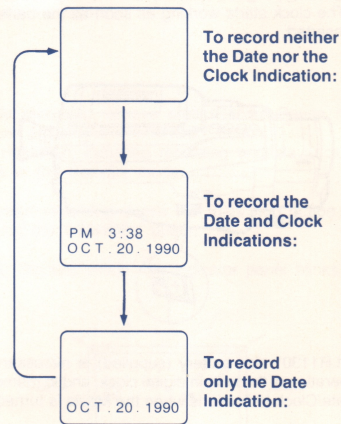 To record neither
the Date nor the
Clock Indication:
PM 3:38
OCT.20.1990
To record the
Date and Clock
Indications:
OCT.20.1990
To record
only the Date
Indication: